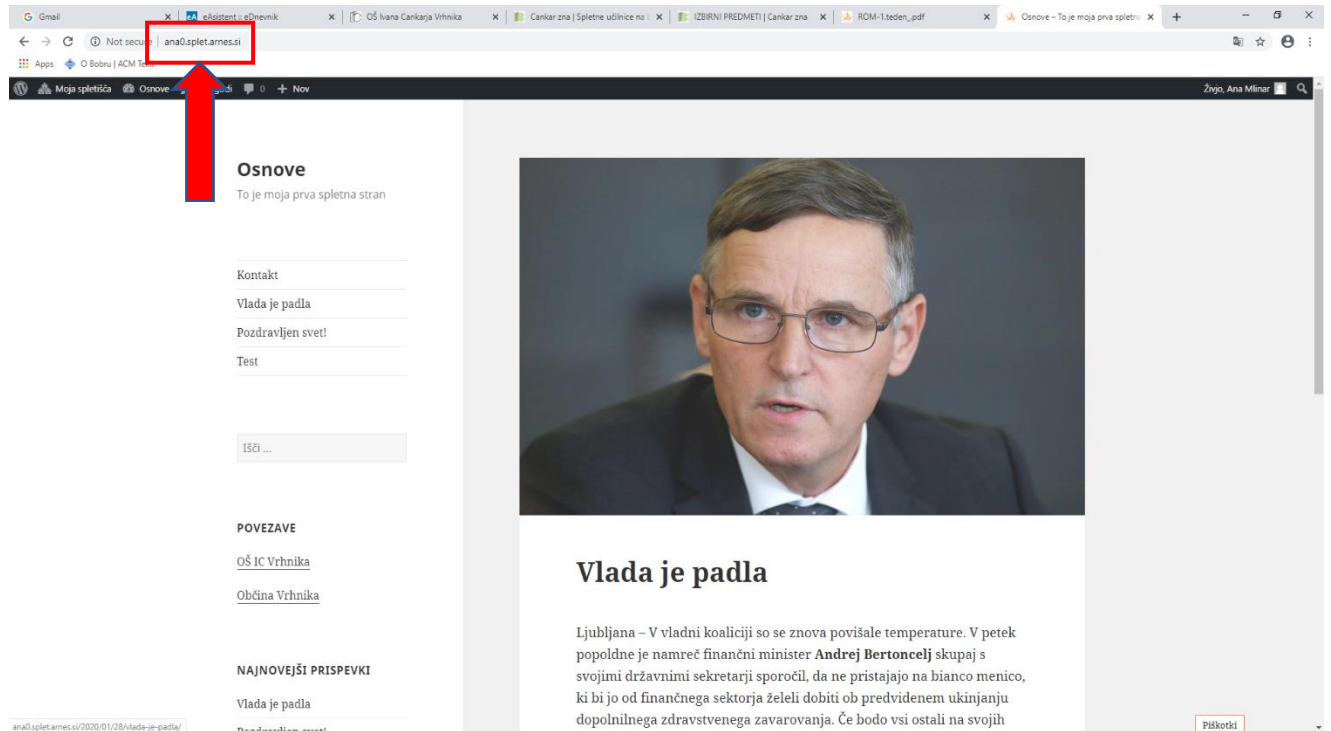 Gmail
eAsistent :: eDnevnik
OŠ Ivana Cankarja Vrhnika
Cankar zna | Spletne učilnice na
IZBIRNI PREDMETI | Cankar zna
ROM-1.teden_.pdf
Osnove – To je moja prva spletn
Not secure | ana0.splet.arnes.si
Apps
O Bobru | ACM
Moja spletišča
Osnove
0
Nov
Živjo, Ana Mlinar
Osnove
To je moja prva spletna stran
Kontakt
Vlada je padla
Pozdravljen svet!
Test
Išči ...
POVEZAVE
OŠ IC Vrhnika
Občina Vrhnika
NAJNOVEJŠI PRISPEVKI
Vlada je padla
Pozdravljen svet!
Vlada je padla
Ljubljana – V vladni koaliciji so se znova povišale temperature. V petek
popoldne je namreč finančni minister Andrej Bertoncelj skupaj s
svojimi državnimi sekretarji sporočil, da ne pristajajo na bianco menico,
ki bi jo od finančnega sektorja želeli dobiti ob predvidenem ukinjanju
dopolnilnega zdravstvenega zavarovanja. Če bodo vsi ostali na svojih
Piškotki
ana0.splet.arnes.si/2020/01/28/vlada-je-padla/